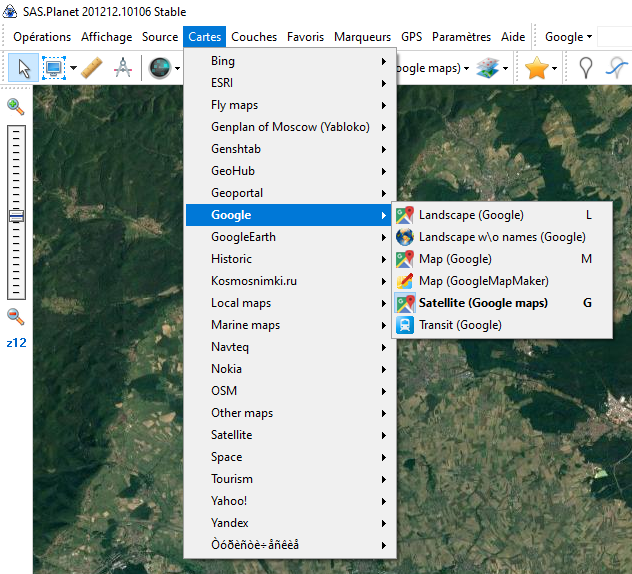 SAS.Planet 201212.10106 Stable
Opérations Affichage Source Cartes Couches Favoris Marqueurs GPS Paramètres Aide Google
oogle maps)
Bing
ESRI
Fly maps
Genplan of Moscow (Yabloko)
Genshtab
GeoHub
Geoportal
Google
GoogleEarth
Historic
Kosmosnimki.ru
Local maps
Marine maps
Navteq
Nokia
OSM
Other maps
Satellite
Space
Tourism
Yahoo!
Yandex
Òóðèñòè÷åñêèå
Landscape (Google) L
Landscape w\o names (Google)
Map (Google) M
Map (GoogleMapMaker)
Satellite (Google maps) G
Transit (Google)
z12